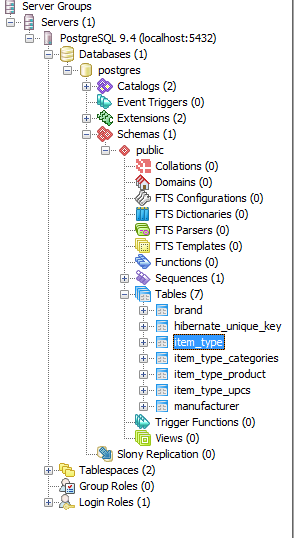 Server Groups
Servers (1)
PostgreSQL 9.4 (localhost:5432)
Databases (1)
postgres
Catalogs (2)
Event Triggers (0)
Extensions (2)
Schemas (1)
public
Collations (0)
Domains (0)
FTS Configurations (0)
FTS Dictionaries (0)
FTS Parsers (0)
FTS Templates (0)
Functions (0)
Sequences (1)
Tables (7)
brand
hibernate_unique_key
item_type
item_type_categories
item_type_product
item_type_upcs
manufacturer
Trigger Functions (0)
Views (0)
Slony Replication (0)
Tablespaces (2)
Group Roles (0)
Login Roles (1)